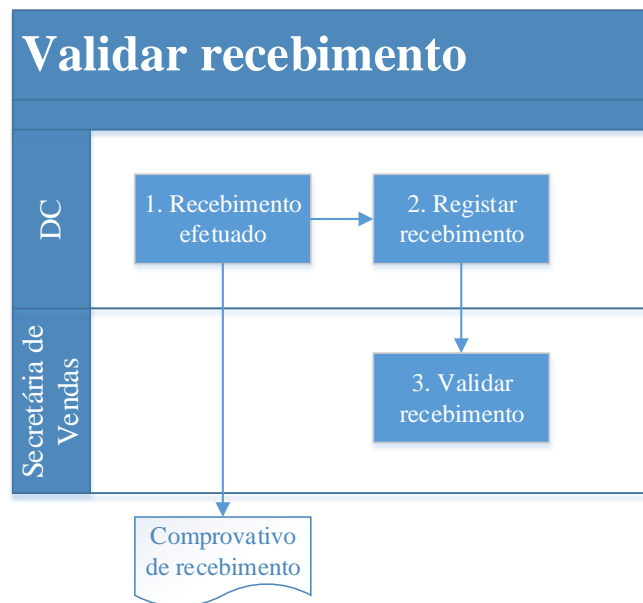 Validar recebimento
DC
1. Recebimento
efetuado
2. Registar
recebimento
Secretária de
Vendas
3. Validar
recebimento
Comprovativo
de recebimento